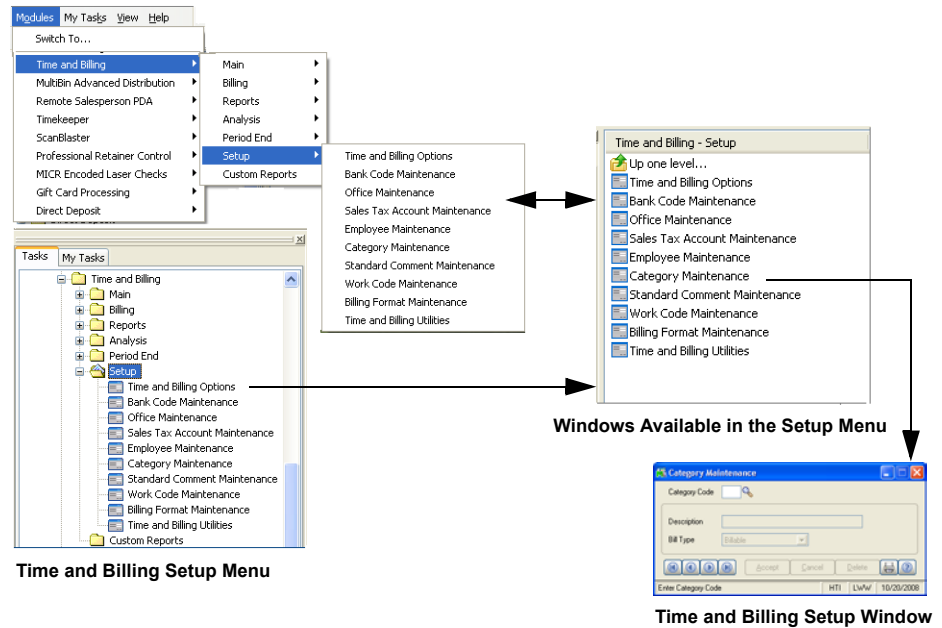 Modules My Tasks View Help
Switch To...
Time and Billing
MultiBin Advanced Distribution
Remote Salesperson PDA
Timekeeper
ScanBlaster
Professional Retainer Control
MICR Encoded Laser Checks
Gift Card Processing
Direct Deposit
Main
Billing
Reports
Analysis
Period End
Setup
Custom Reports
Time and Billing Options
Bank Code Maintenance
Office Maintenance
Sales Tax Account Maintenance
Employee Maintenance
Category Maintenance
Standard Comment Maintenance
Work Code Maintenance
Billing Format Maintenance
Time and Billing Utilities
Time and Billing - Setup
Up one level...
Time and Billing Options
Bank Code Maintenance
Office Maintenance
Sales Tax Account Maintenance
Employee Maintenance
Category Maintenance
Standard Comment Maintenance
Work Code Maintenance
Billing Format Maintenance
Time and Billing Utilities
Windows Available in the Setup Menu
Tasks My Tasks
Time and Billing
Main
Billing
Reports
Analysis
Period End
Setup
Time and Billing Options
Bank Code Maintenance
Office Maintenance
Sales Tax Account Maintenance
Employee Maintenance
Category Maintenance
Standard Comment Maintenance
Work Code Maintenance
Billing Format Maintenance
Time and Billing Utilities
Custom Reports
Time and Billing Setup Menu
Category Maintenance
Category Code
Description
Bill Type Billable
Accept Cancel Delete
Enter Category Code HTI LWW 10/20/2008
Time and Billing Setup Window